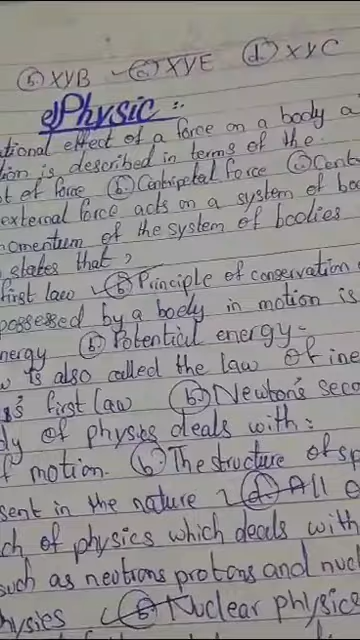 (b) XYB (c) XYE (d) XYC
e) Physic :.
ational effect of a force on a body a
ion is described in terms of the
t of force (b) Centripetal force (c) Cent
external force acts on a system of bo
momentum of the system of bodies
states that,
first law (b) Principle of conservation
possessed by a body in motion is
nergy (b) Potential energy.
w is also called the law of ine
s first law (b) Newton's seco
dy of physics deals with:
f motion. (b) The structure of sp
sent in the nature (d) All
ch of physics which deals with
such as neutrons protons and nuc
hysics (b) Nuclear physics